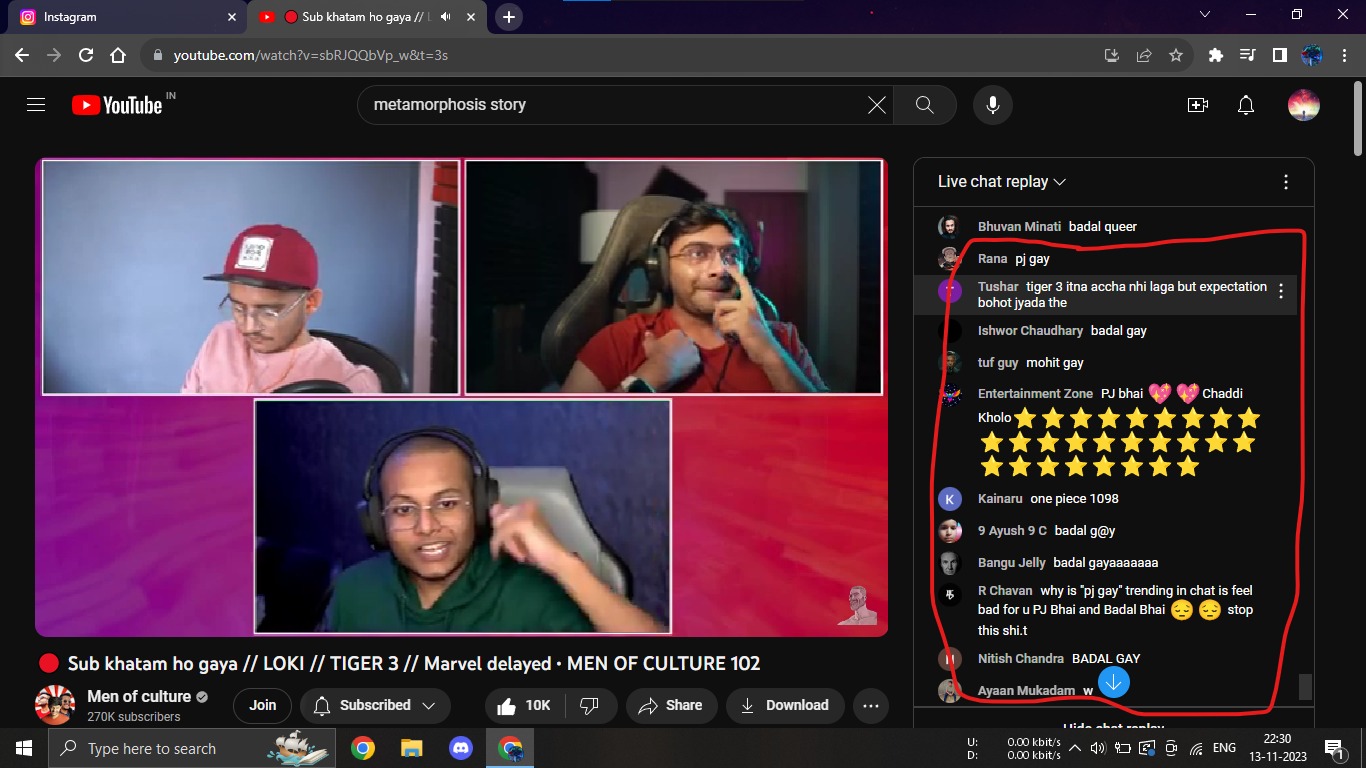 Instagram
Sub khatam ho gaya // L
youtube.com/watch?v=sbRJQQbVp_w&t=3s
YouTube IN
metamorphosis story
Live chat replay
Bhuvan Minati badal queer
Rana pj gay
Tushar tiger 3 itna accha nhi laga but expectation
bohot jyada the
Ishwor Chaudhary badal gay
tuf guy mohit gay
Entertainment Zone PJ bhai 💖 💖 Chaddi
Kholo ⭐⭐⭐⭐⭐⭐⭐⭐⭐
⭐⭐⭐⭐⭐⭐⭐⭐⭐⭐
⭐⭐⭐⭐⭐⭐⭐⭐
K
Kainaru one piece 1098
9 Ayush 9 C badal g@y
Bangu Jelly badal gayaaaaaaa
R Chavan why is "pj gay" trending in chat is feel
bad for u PJ Bhai and Badal Bhai 😔 😔 stop
this shi.t
N
Nitish Chandra BADAL GAY
Ayaan Mukadam w
Hide chat replay
🔴 Sub khatam ho gaya // LOKI // TIGER 3 // Marvel delayed • MEN OF CULTURE 102
Men of culture
270K subscribers
Join
Subscribed
10K
Share
Download
Type here to search
U: 0.00 kbit/s
D: 0.00 kbit/s
ENG
22:30
13-11-2023
1